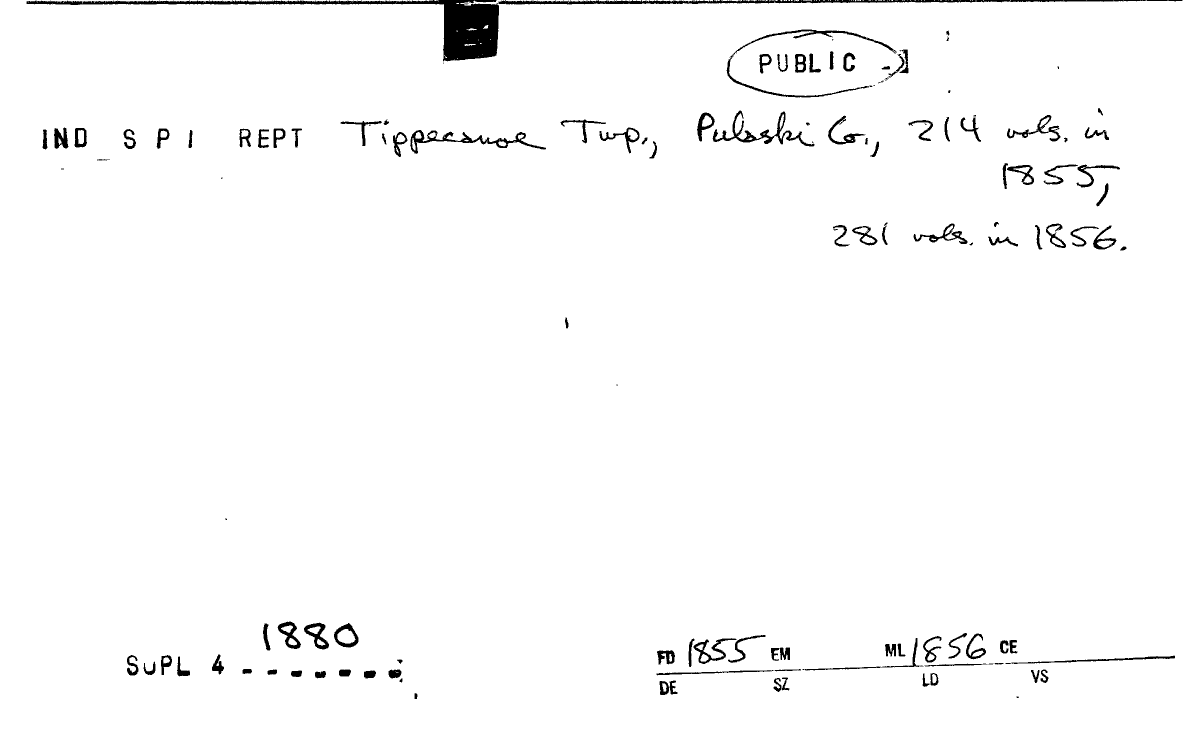 PUBLIC -
IND S P I REPT Tippecanoe Twp., Pulaski Co., 214 vols. in
1855,
281 vols. in 1856.
1880
SUPL 4 - - - - - - -
FD 1855 EM ML 1856 CE
DE SZ LD VS